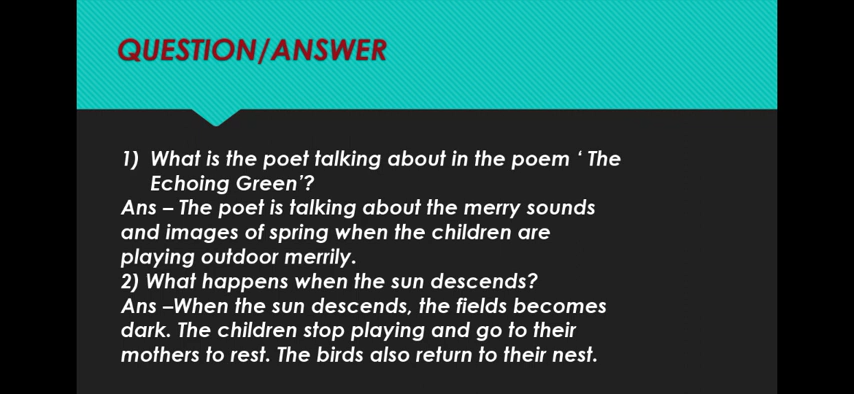 QUESTION/ANSWER
1) What is the poet talking about in the poem ‘ The
Echoing Green’?
Ans – The poet is talking about the merry sounds
and images of spring when the children are
playing outdoor merrily.
2) What happens when the sun descends?
Ans –When the sun descends, the fields becomes
dark. The children stop playing and go to their
mothers to rest. The birds also return to their nest.